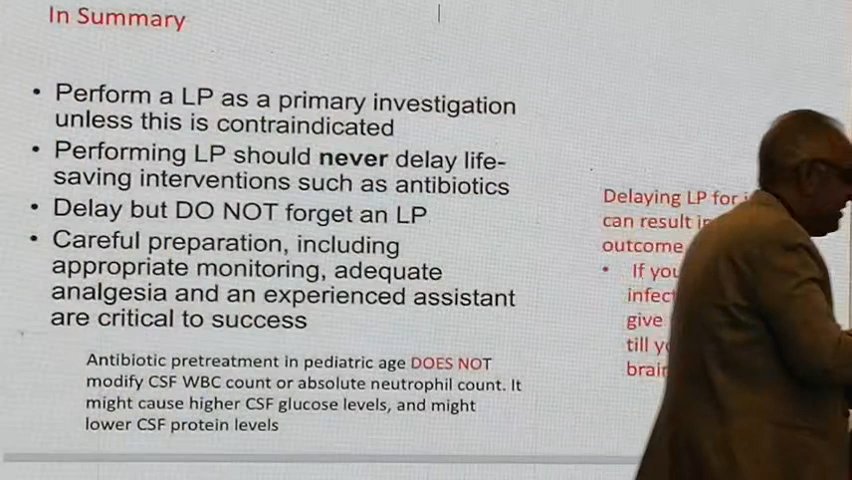 In Summary
• Perform a LP as a primary investigation
unless this is contraindicated
• Performing LP should never delay life-
saving interventions such as antibiotics
• Delay but DO NOT forget an LP
• Careful preparation, including
appropriate monitoring, adequate
analgesia and an experienced assistant
are critical to success
Antibiotic pretreatment in pediatric age DOES NOT
modify CSF WBC count or absolute neutrophil count. It
might cause higher CSF glucose levels, and might
lower CSF protein levels
Delaying LP for
can result
outcome
• If
give
till